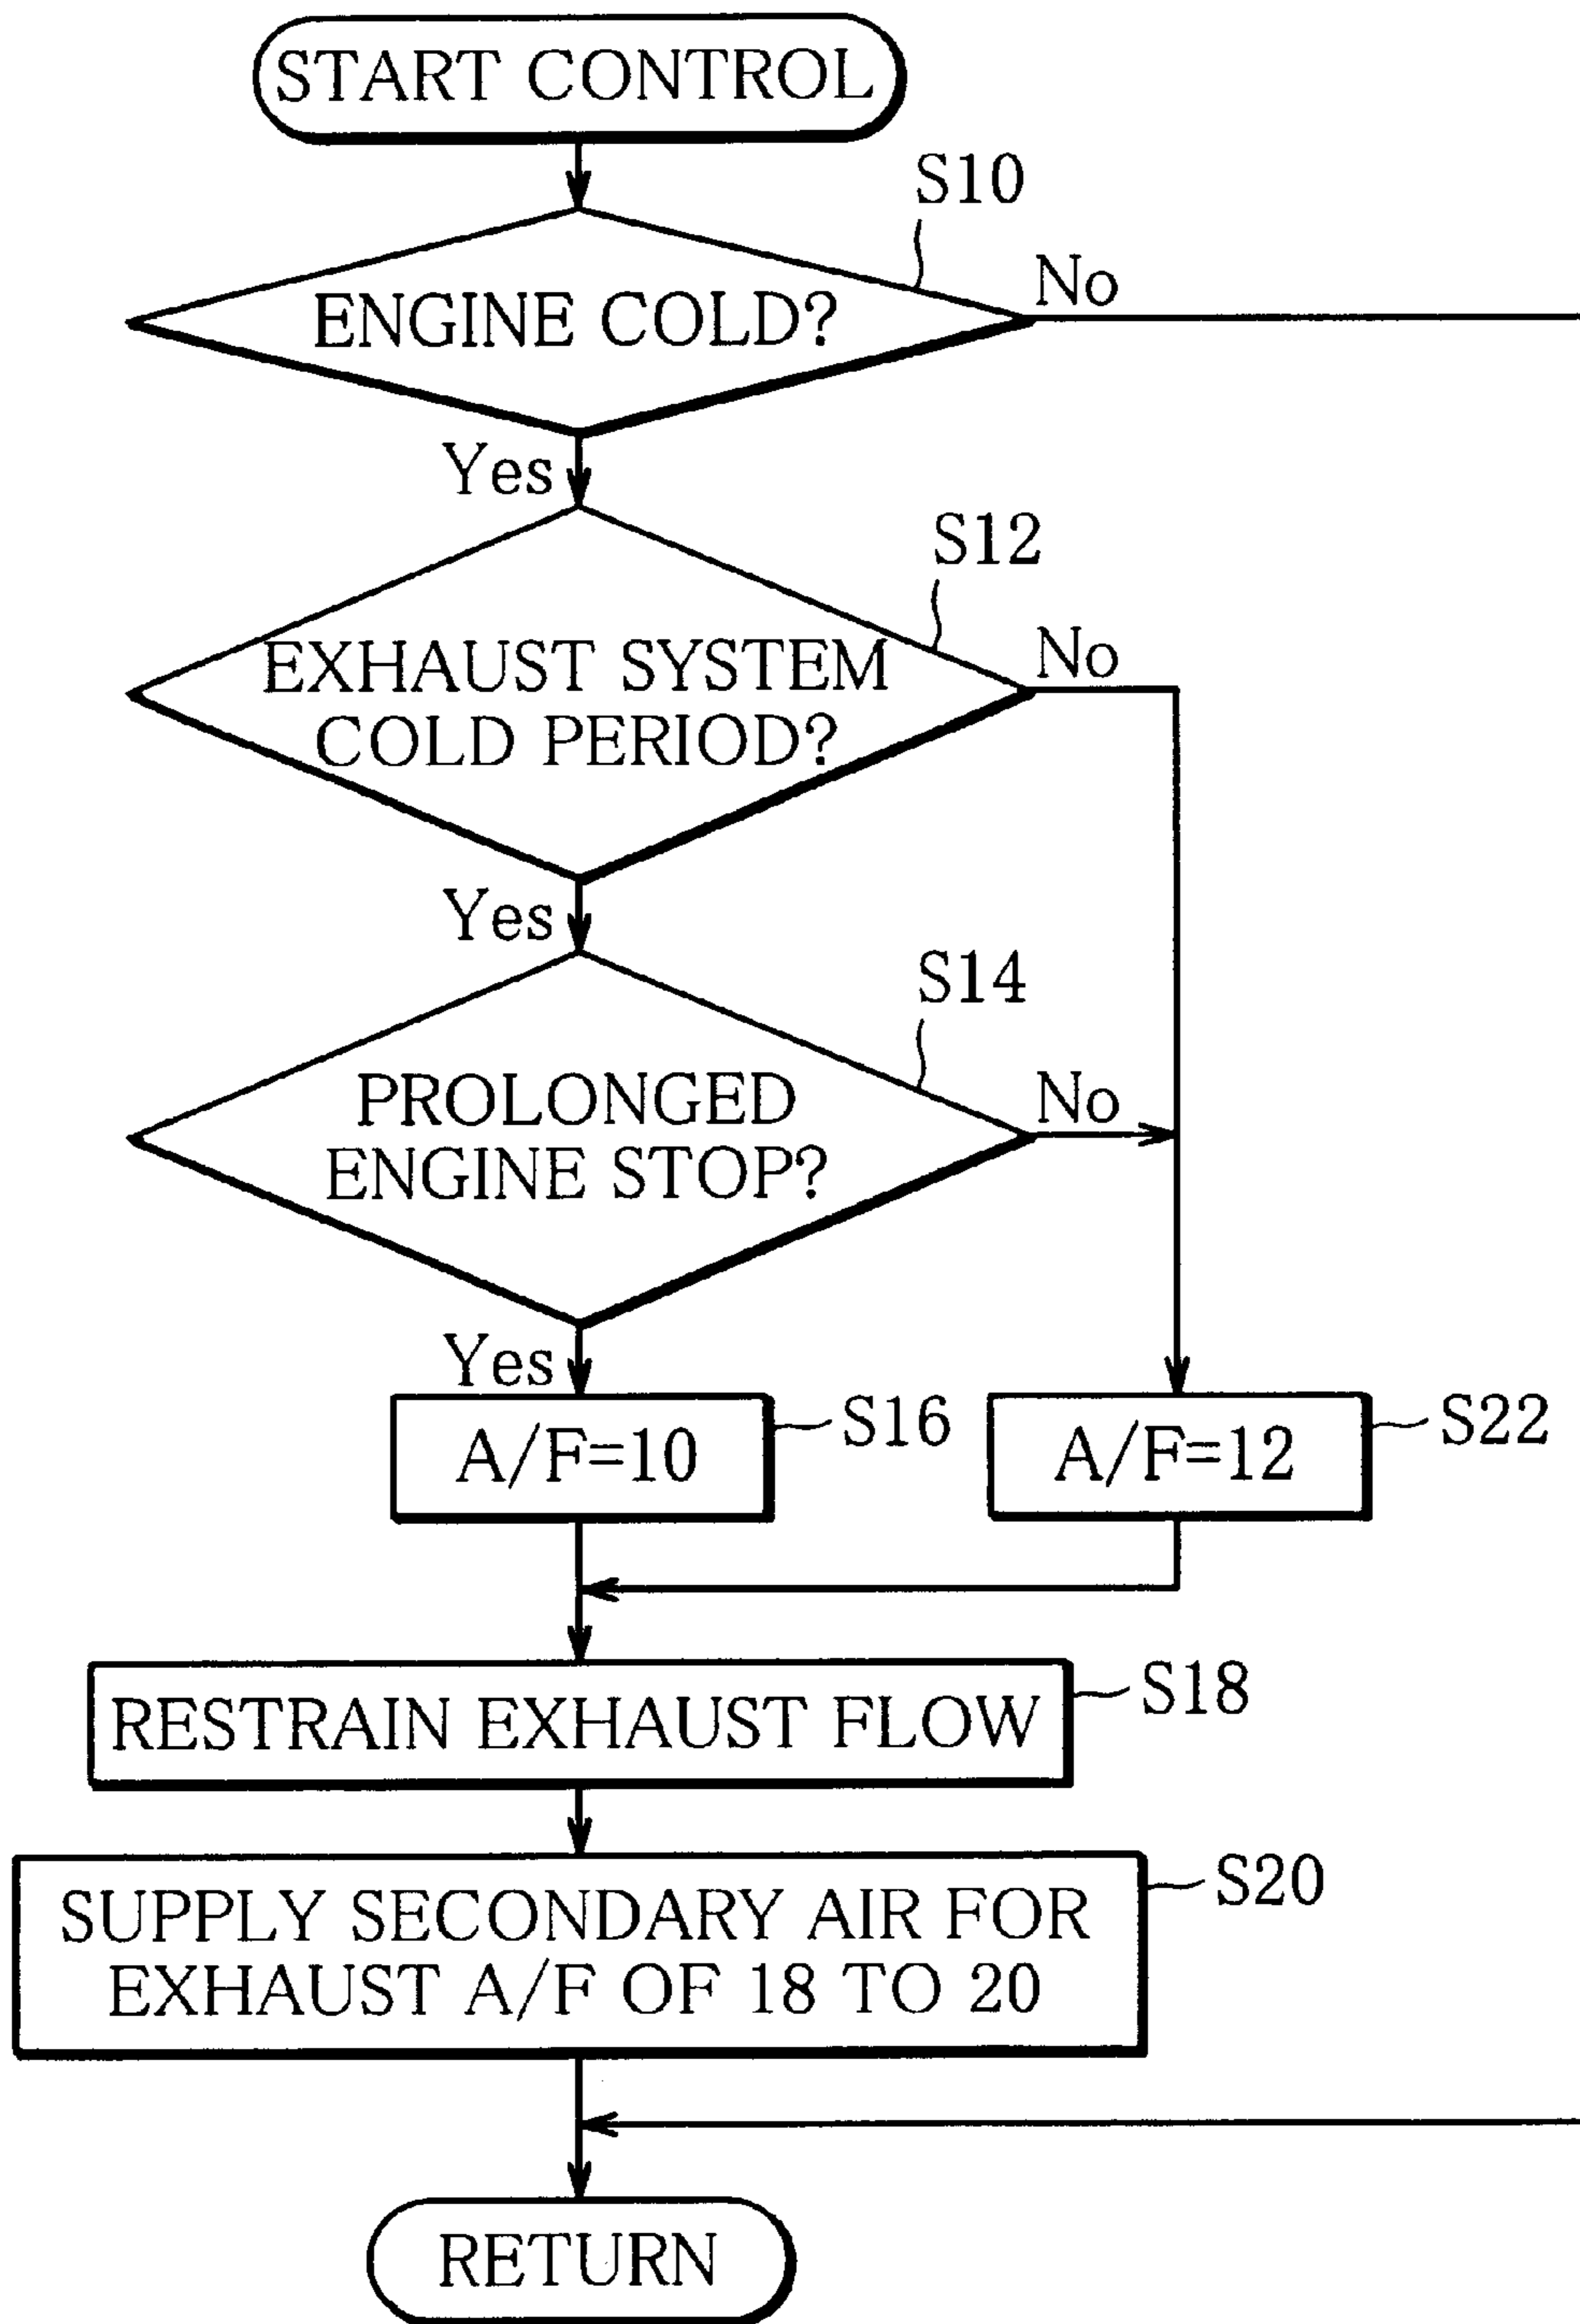 START CONTROL
S10
ENGINE COLD?
No
Yes
S12
EXHAUST SYSTEM
COLD PERIOD?
No
Yes
S14
PROLONGED
ENGINE STOP?
No
Yes
A/F=10
S16
A/F=12
S22
RESTRAIN EXHAUST FLOW
S18
SUPPLY SECONDARY AIR FOR
EXHAUST A/F OF 18 TO 20
S20
RETURN